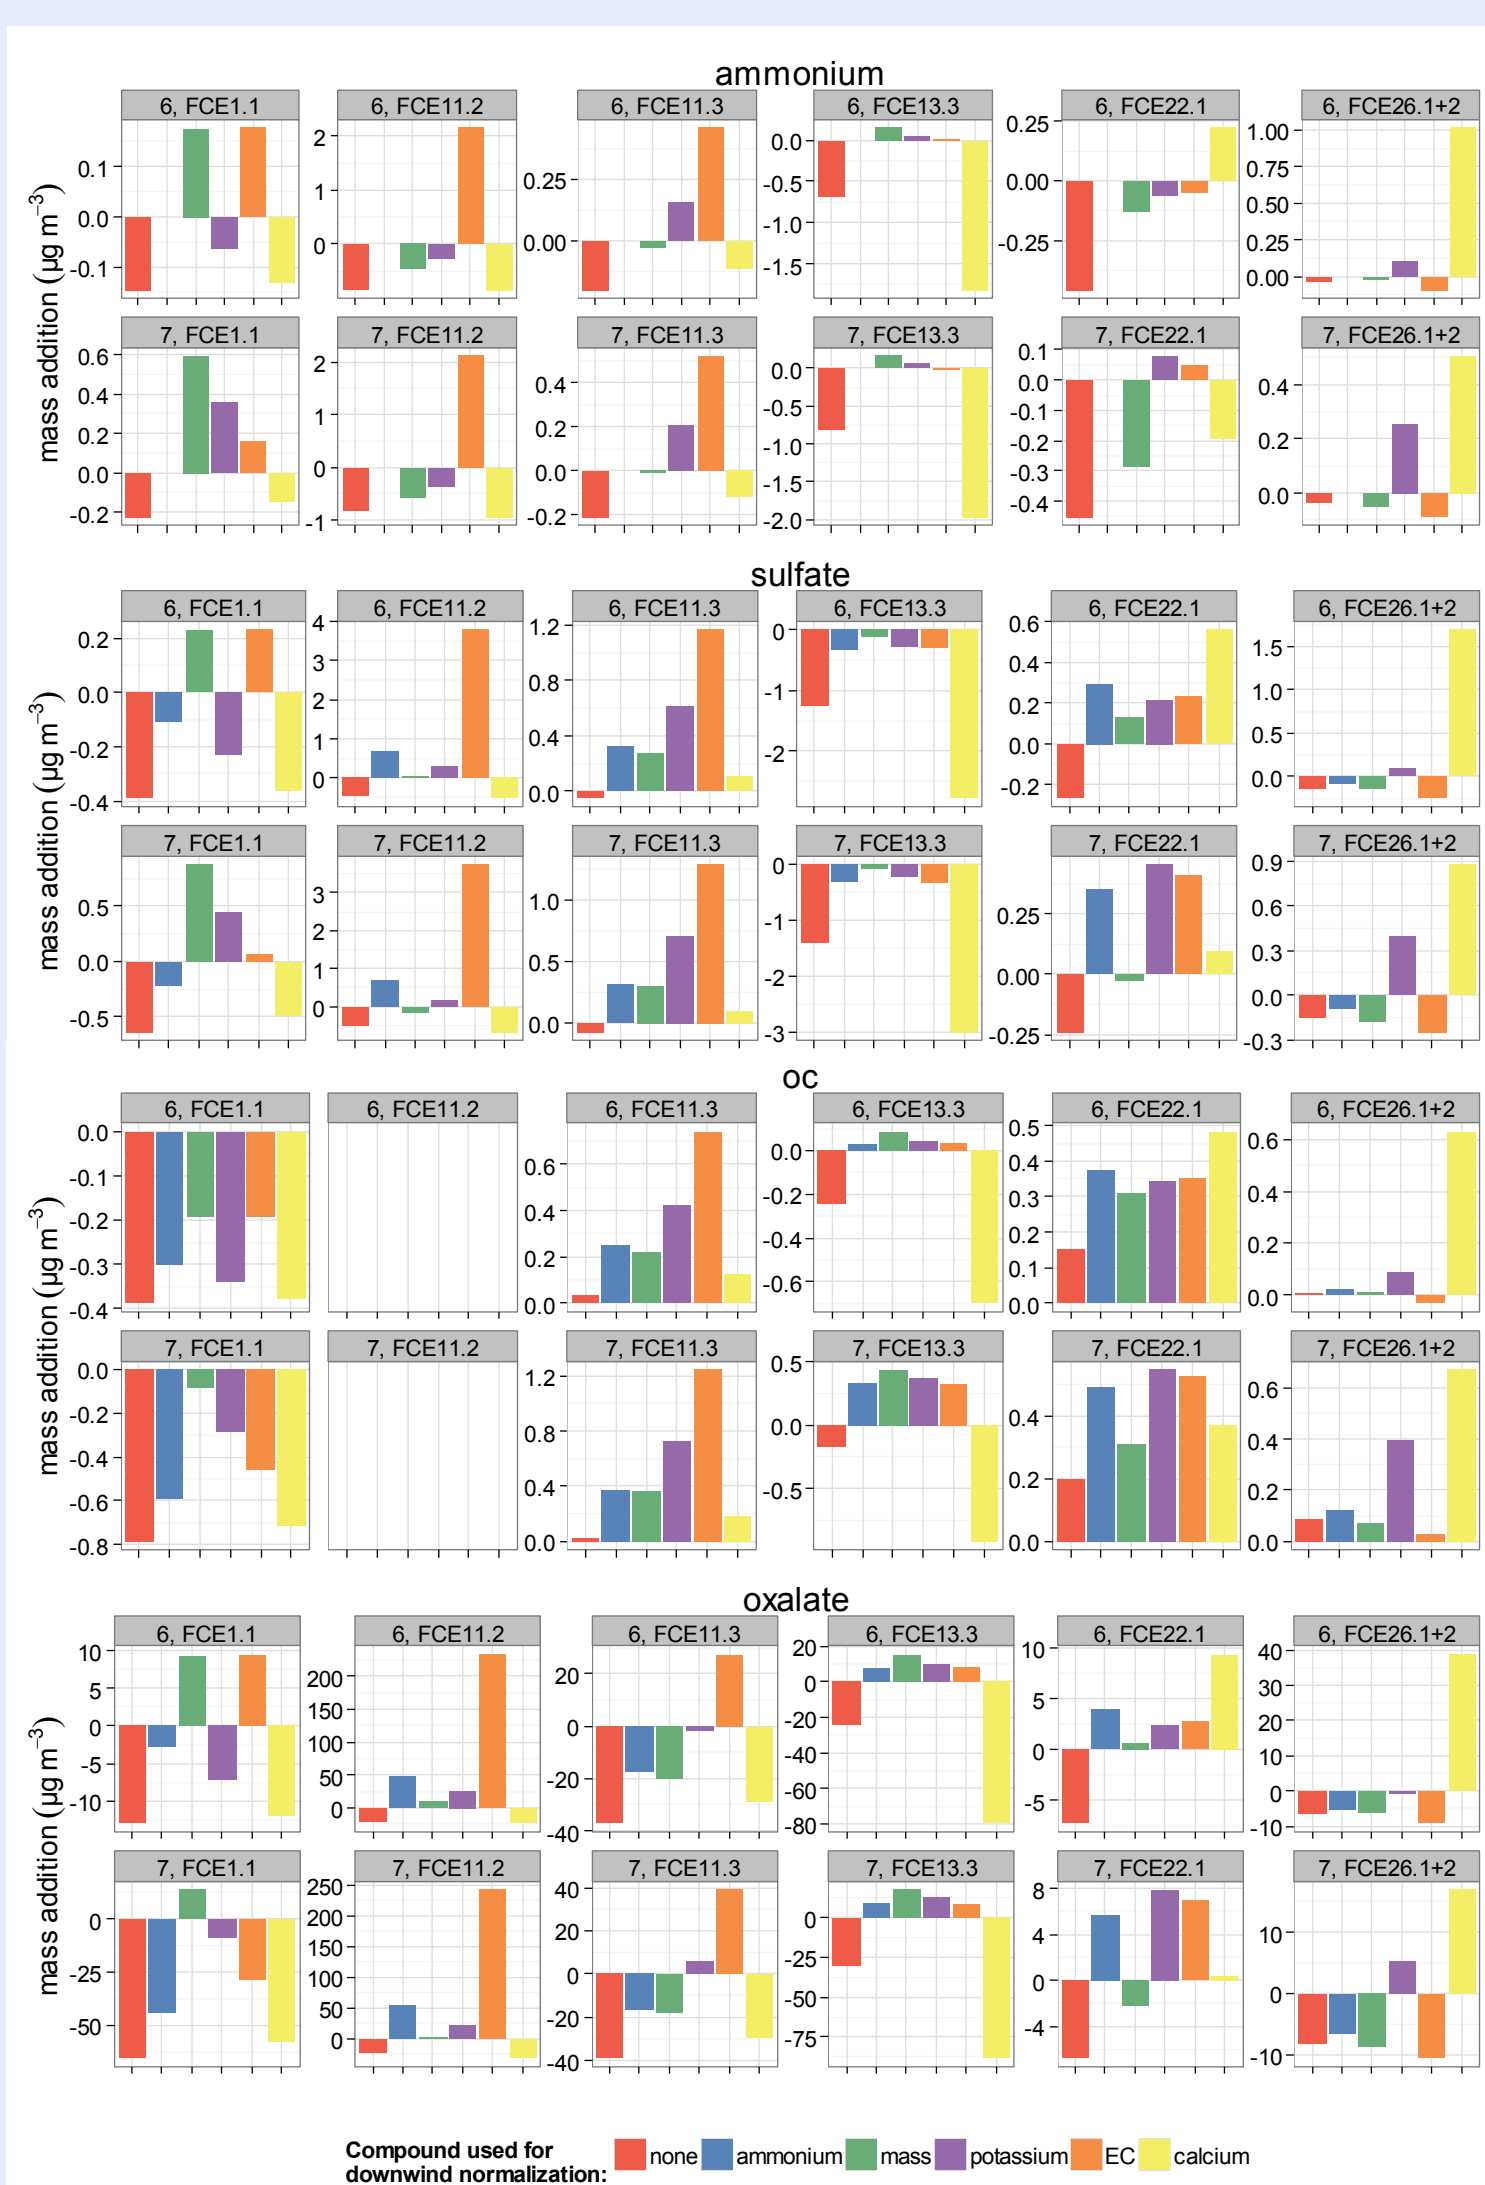 ammonium
6, FCE1.1 6, FCE11.2 6, FCE11.3 6, FCE13.3 6, FCE22.1 6, FCE26.1+2
0.1 0.0 -0.1
2 1 0
0.25 0.00
0.0 -0.5 -1.0 -1.5
0.25 0.00 -0.25
1.00 0.75 0.50 0.25 0.00
mass addition (µg m−3)
7, FCE1.1 7, FCE11.2 7, FCE11.3 7, FCE13.3 7, FCE22.1 7, FCE26.1+2
0.6 0.4 0.2 0.0 -0.2
2 1 0 -1
0.4 0.2 0.0 -0.2
0.0 -0.5 -1.0 -1.5 -2.0
0.1 0.0 -0.1 -0.2 -0.3 -0.4
0.4 0.2 0.0
sulfate
6, FCE1.1 6, FCE11.2 6, FCE11.3 6, FCE13.3 6, FCE22.1 6, FCE26.1+2
0.2 0.0 -0.2 -0.4
4 3 2 1 0
1.2 0.8 0.4 0.0
0 -1 -2
0.6 0.4 0.2 0.0 -0.2
1.5 1.0 0.5 0.0
mass addition (µg m−3)
7, FCE1.1 7, FCE11.2 7, FCE11.3 7, FCE13.3 7, FCE22.1 7, FCE26.1+2
0.5 0.0 -0.5
3 2 1 0
1.0 0.5 0.0
0 -1 -2 -3
0.25 0.00 -0.25
0.9 0.6 0.3 0.0 -0.3
oc
6, FCE1.1 6, FCE11.2 6, FCE11.3 6, FCE13.3 6, FCE22.1 6, FCE26.1+2
0.0 -0.1 -0.2 -0.3 -0.4
0.6 0.4 0.2 0.0
0.0 -0.2 -0.4 -0.6
0.5 0.4 0.3 0.2 0.1 0.0
0.6 0.4 0.2 0.0
mass addition (µg m−3)
7, FCE1.1 7, FCE11.2 7, FCE11.3 7, FCE13.3 7, FCE22.1 7, FCE26.1+2
0.0 -0.2 -0.4 -0.6 -0.8
1.2 0.8 0.4 0.0
0.5 0.0 -0.5
0.4 0.2 0.0
0.6 0.4 0.2 0.0
oxalate
6, FCE1.1 6, FCE11.2 6, FCE11.3 6, FCE13.3 6, FCE22.1 6, FCE26.1+2
10 5 0 -5 -10
200 150 100 50 0
20 0 -20 -40
20 0 -20 -40 -60 -80
10 5 0 -5
40 30 20 10 0 -10
mass addition (µg m−3)
7, FCE1.1 7, FCE11.2 7, FCE11.3 7, FCE13.3 7, FCE22.1 7, FCE26.1+2
0 -25 -50
250 200 150 100 50 0
40 20 0 -20 -40
0 -25 -50 -75
8 4 0 -4
10 0 -10
Compound used for
downwind normalization: none ammonium mass potassium EC calcium